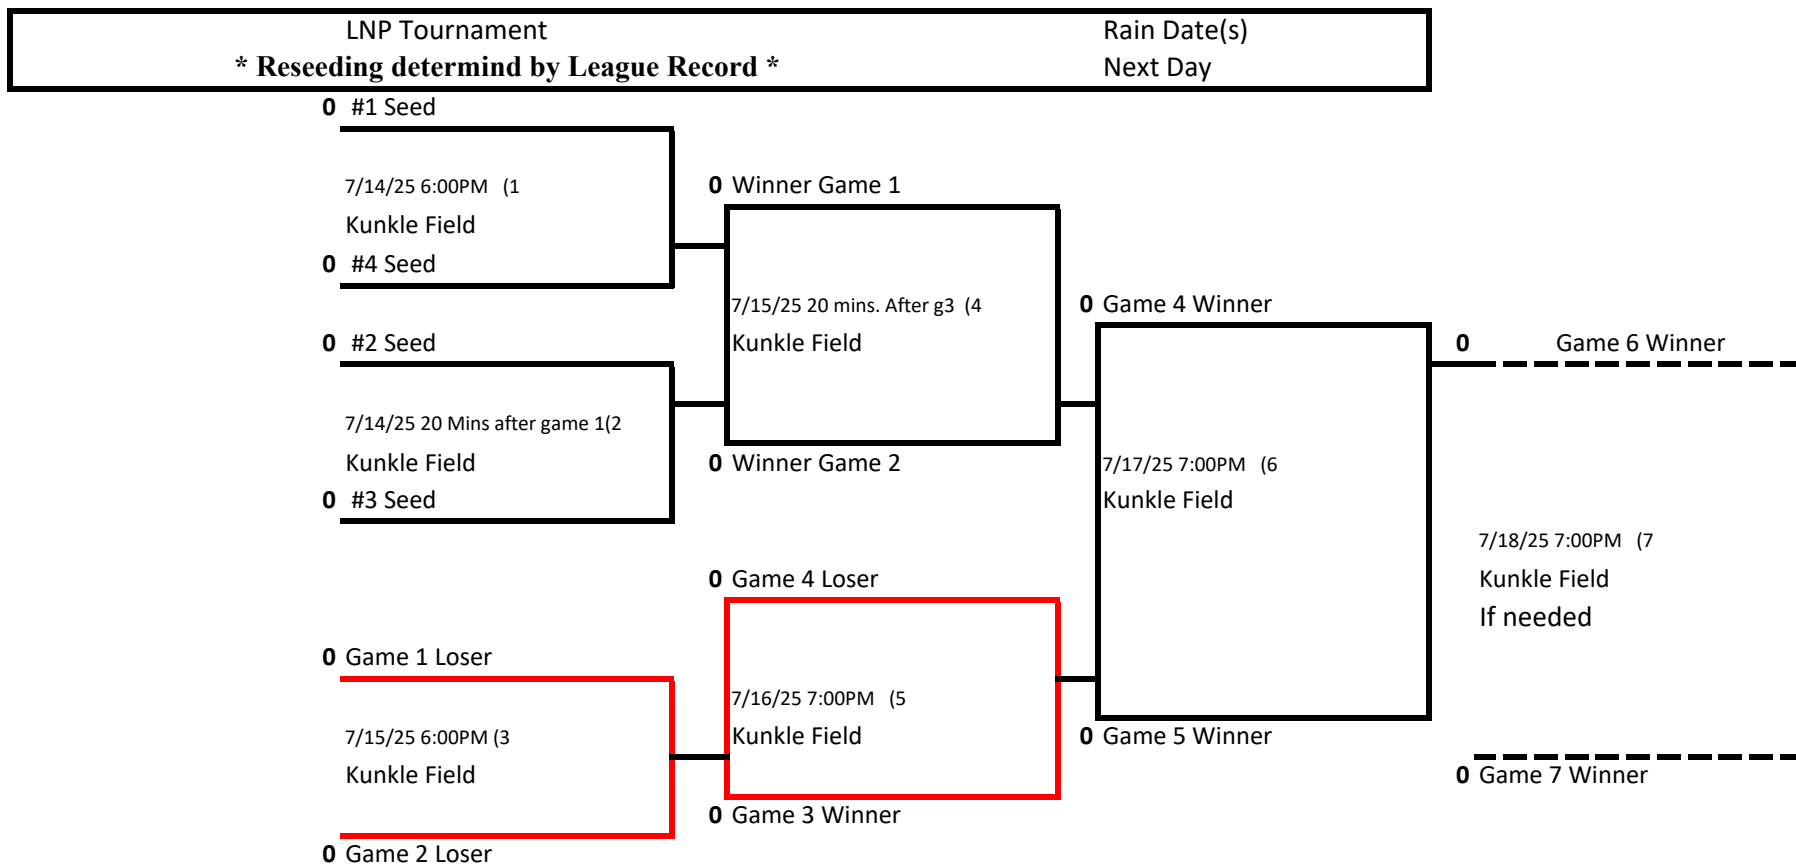 LNP Tournament Rain Date(s)
* Reseeding determind by League Record * Next Day
0 #1 Seed
7/14/25 6:00PM (1
Kunkle Field
0 #4 Seed
0 #2 Seed
7/14/25 20 Mins after game 1(2
Kunkle Field
0 #3 Seed
0 Game 1 Loser
7/15/25 6:00PM (3
Kunkle Field
0 Game 2 Loser
0 Winner Game 1
7/15/25 20 mins. After g3 (4
Kunkle Field
0 Winner Game 2
0 Game 4 Loser
7/16/25 7:00PM (5
Kunkle Field
0 Game 3 Winner
0 Game 4 Winner
7/17/25 7:00PM (6
Kunkle Field
0 Game 5 Winner
0 Game 6 Winner
7/18/25 7:00PM (7
Kunkle Field
If needed
0 Game 7 Winner